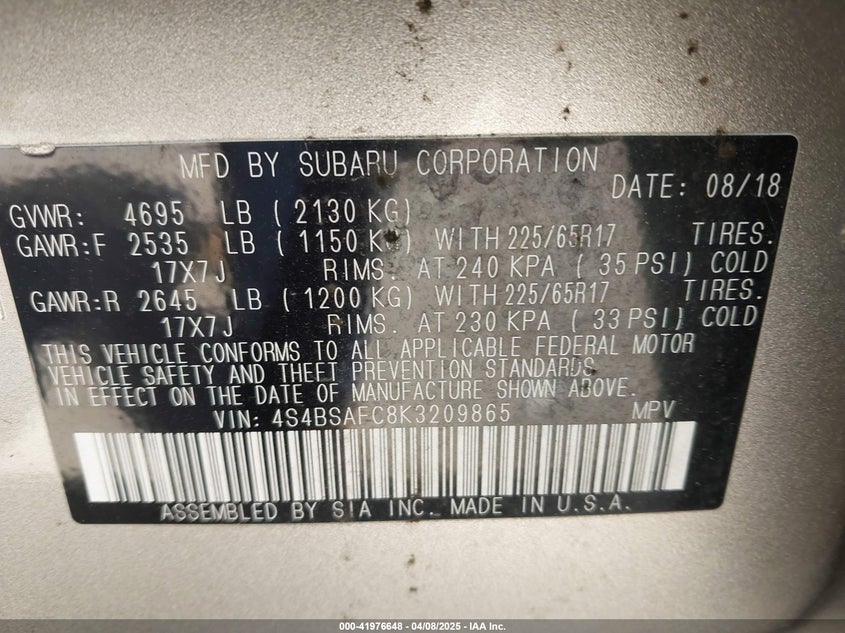 MFD BY SUBARU CORPORATION
DATE: 08/18
GVWR: 4695 LB ( 2130 KG)
GAWR:F 2535 LB ( 1150 KG) WITH 225/65R17 TIRES.
17X7J RIMS. AT 240 KPA ( 35 PSI) COLD
GAWR:R 2645 LB ( 1200 KG) WITH 225/65R17 TIRES.
17X7J RIMS. AT 230 KPA ( 33 PSI) COLD
THIS VEHICLE CONFORMS TO ALL APPLICABLE FEDERAL MOTOR
VEHICLE SAFETY AND THEFT PREVENTION STANDARDS
IN EFFECT ON THE DATE OF MANUFACTURE SHOWN ABOVE.
VIN: 4S4BSAFC8K3209865 MPV
ASSEMBLED BY SIA INC. MADE IN U.S.A.
000-41976648 - 04/08/2025 - IAA Inc.